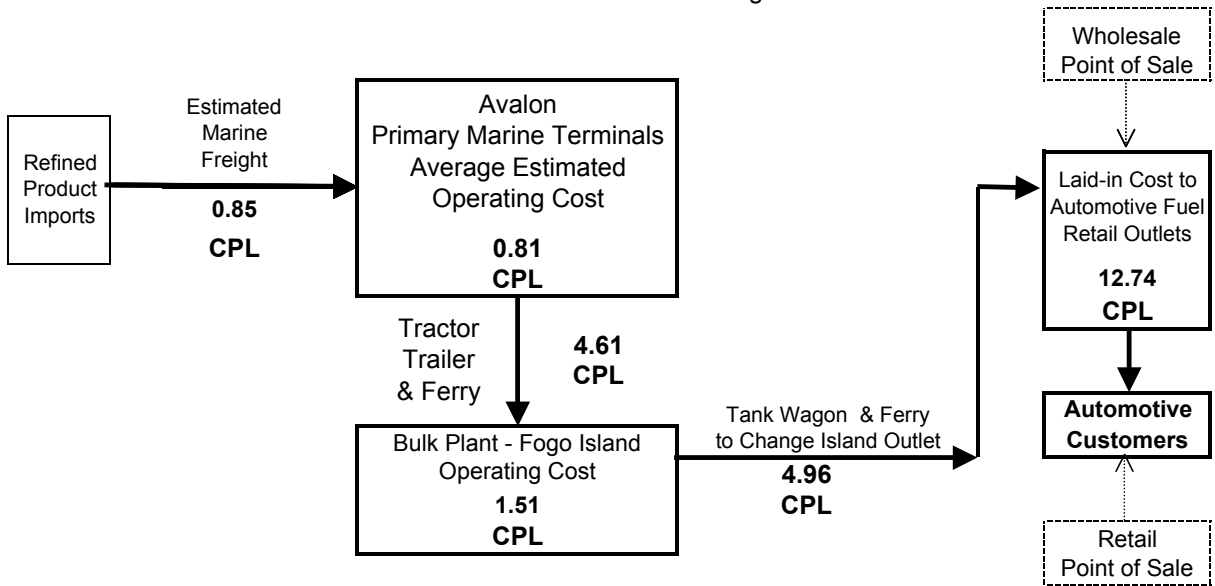 Wholesale
Point of Sale
Refined
Product
Imports
Estimated
Marine
Freight
0.85
CPL
Avalon
Primary Marine Terminals
Average Estimated
Operating Cost
0.81
CPL
Tractor
Trailer
& Ferry
4.61
CPL
Bulk Plant - Fogo Island
Operating Cost
1.51
CPL
Tank Wagon & Ferry
to Change Island Outlet
4.96
CPL
Laid-in Cost to
Automotive Fuel
Retail Outlets
12.74
CPL
Automotive
Customers
Retail
Point of Sale